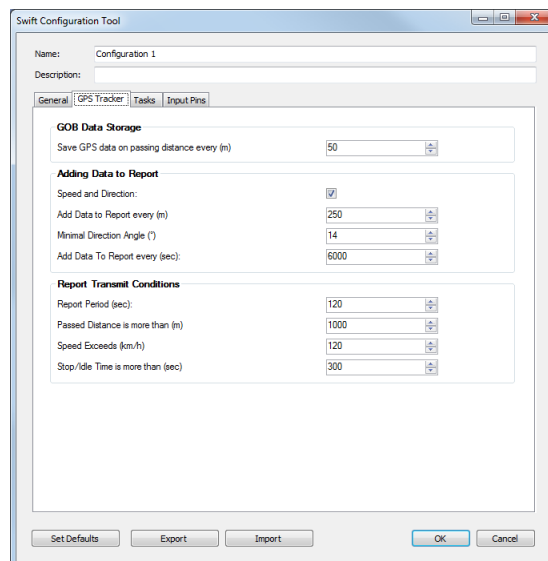 Swift Configuration Tool
Name: Configuration 1
Description:
General GPS Tracker Tasks Input Pins
GOB Data Storage
Save GPS data on passing distance every (m) 50
Adding Data to Report
Speed and Direction:
Add Data to Report every (m) 250
Minimal Direction Angle (°) 14
Add Data To Report every (sec): 6000
Report Transmit Conditions
Report Period (sec): 120
Passed Distance is more than (m) 1000
Speed Exceeds (km/h) 120
Stop/Idle Time is more than (sec) 300
Set Defaults Export Import OK Cancel